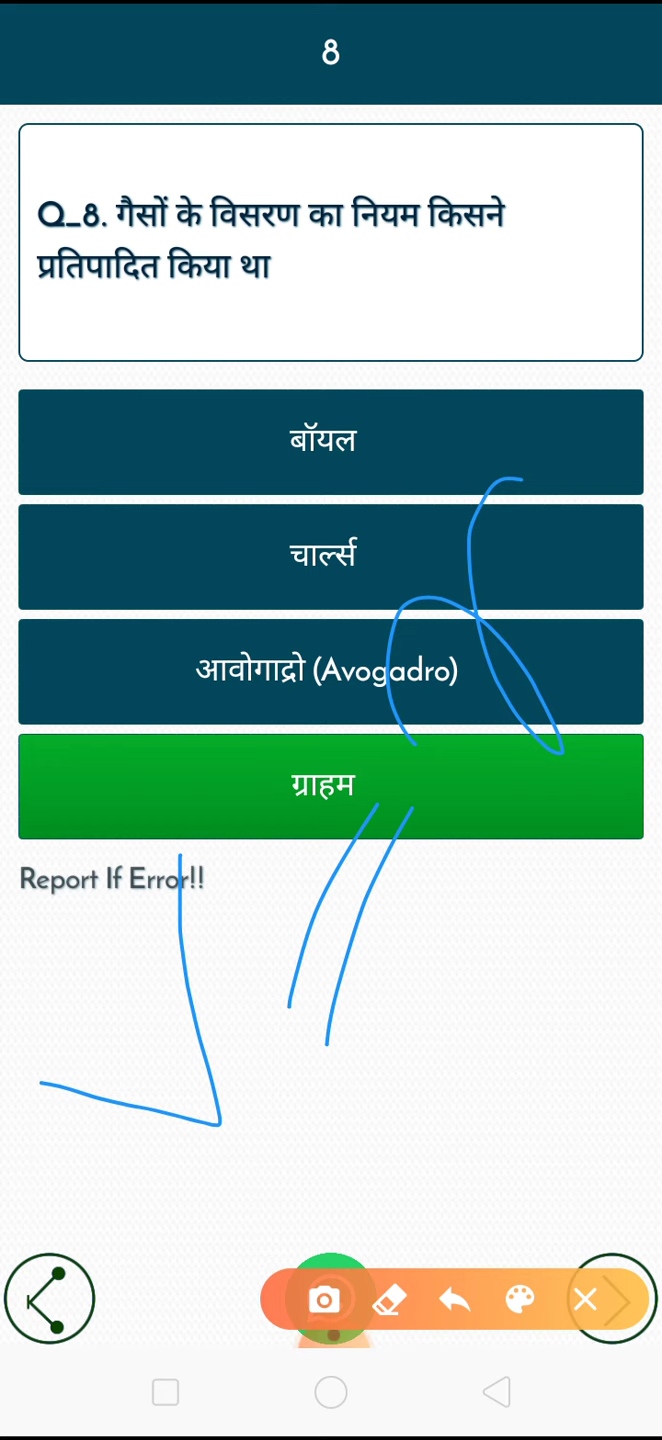 8
Q_8. गैसों के विसरण का नियम किसने
प्रतिपादित किया था
बॉयल
चार्ल्स
आवोगाद्रो (Avogadro)
ग्राहम
Report If Error!!